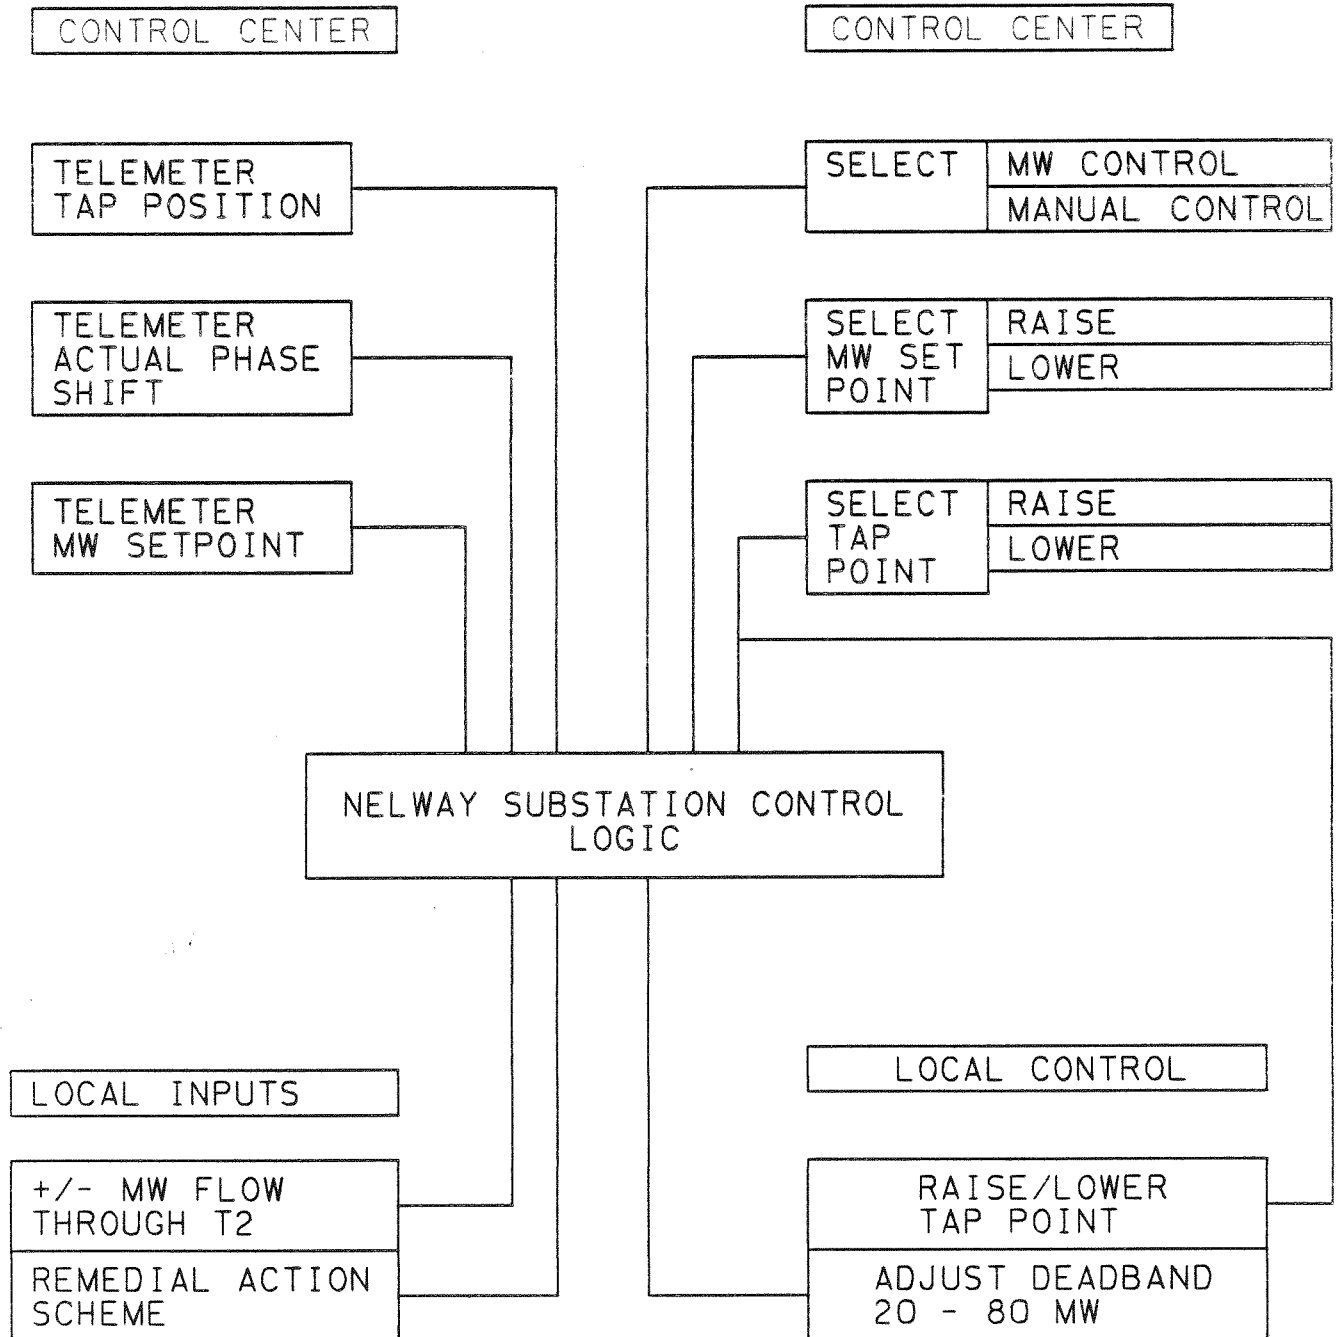 CONTROL CENTER
CONTROL CENTER
TELEMETER
TAP POSITION
SELECT
MW CONTROL
MANUAL CONTROL
TELEMETER
ACTUAL PHASE
SHIFT
SELECT
MW SET
POINT
RAISE
LOWER
TELEMETER
MW SETPOINT
SELECT
TAP
POINT
RAISE
LOWER
NELWAY SUBSTATION CONTROL
LOGIC
LOCAL INPUTS
LOCAL CONTROL
+/- MW FLOW
THROUGH T2
RAISE/LOWER
TAP POINT
REMEDIAL ACTION
SCHEME
ADJUST DEADBAND
20 - 80 MW